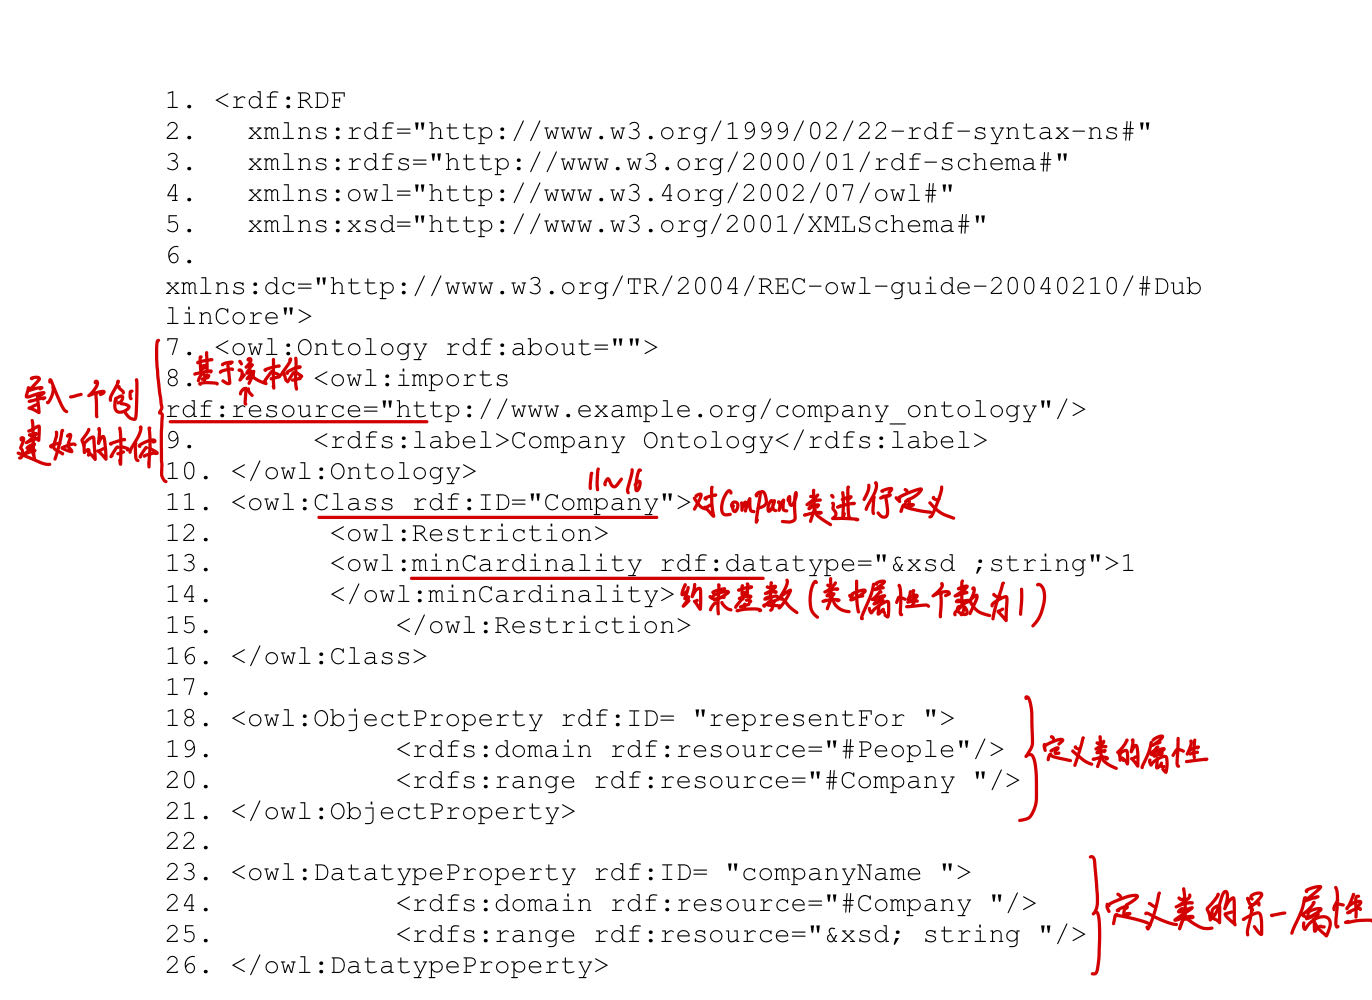 1. <rdf:RDF
2.   xmlns:rdf="http://www.w3.org/1999/02/22-rdf-syntax-ns#"
3.   xmlns:rdfs="http://www.w3.org/2000/01/rdf-schema#"
4.   xmlns:owl="http://www.w3.4org/2002/07/owl#"
5.   xmlns:xsd="http://www.w3.org/2001/XMLSchema#"
6.
xmlns:dc="http://www.w3.org/TR/2004/REC-owl-guide-20040210/#Dub
linCore">
7. <owl:Ontology rdf:about="">
基于该本体
8.       <owl:imports
导入一个创
建好的本体
rdf:resource="http://www.example.org/company_ontology"/>
9.       <rdfs:label>Company Ontology</rdfs:label>
10. </owl:Ontology>
11~16
11. <owl:Class rdf:ID="Company"> 对Company类进行定义
12.       <owl:Restriction>
13.       <owl:minCardinality rdf:datatype="&xsd ;string">1
14.       </owl:minCardinality> 约束基数(类中属性个数为1)
15.           </owl:Restriction>
16. </owl:Class>
17.
18. <owl:ObjectProperty rdf:ID= "representFor ">
19.           <rdfs:domain rdf:resource="#People"/> 定义类的属性
20.           <rdfs:range rdf:resource="#Company "/>
21. </owl:ObjectProperty>
22.
23. <owl:DatatypeProperty rdf:ID= "companyName ">
24.           <rdfs:domain rdf:resource="#Company "/> 定义类的另一属性
25.           <rdfs:range rdf:resource="&xsd; string "/>
26. </owl:DatatypeProperty>